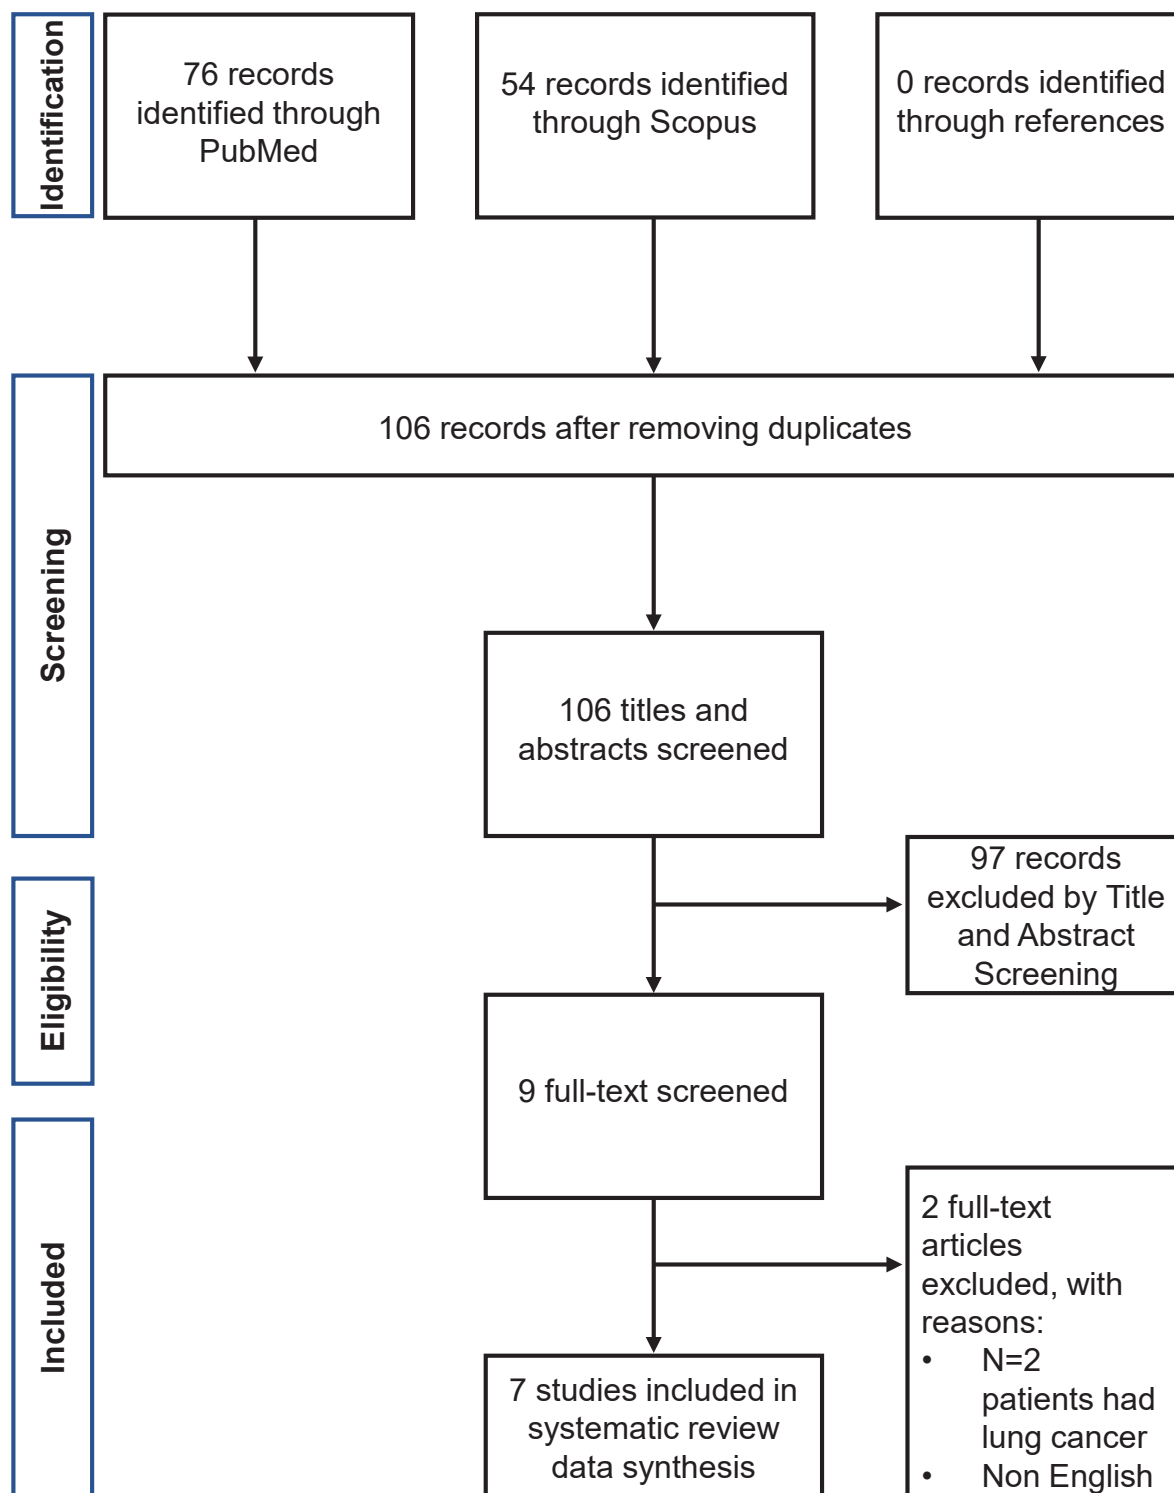 Identification
76 records
identified through
PubMed
54 records identified
through Scopus
0 records identified
through references
Screening
106 records after removing duplicates
106 titles and
abstracts screened
97 records
excluded by Title
and Abstract
Screening
Eligibility
9 full-text screened
Included
2 full-text
articles
excluded, with
reasons:
• N=2
patients had
lung cancer
• Non English
7 studies included in
systematic review
data synthesis